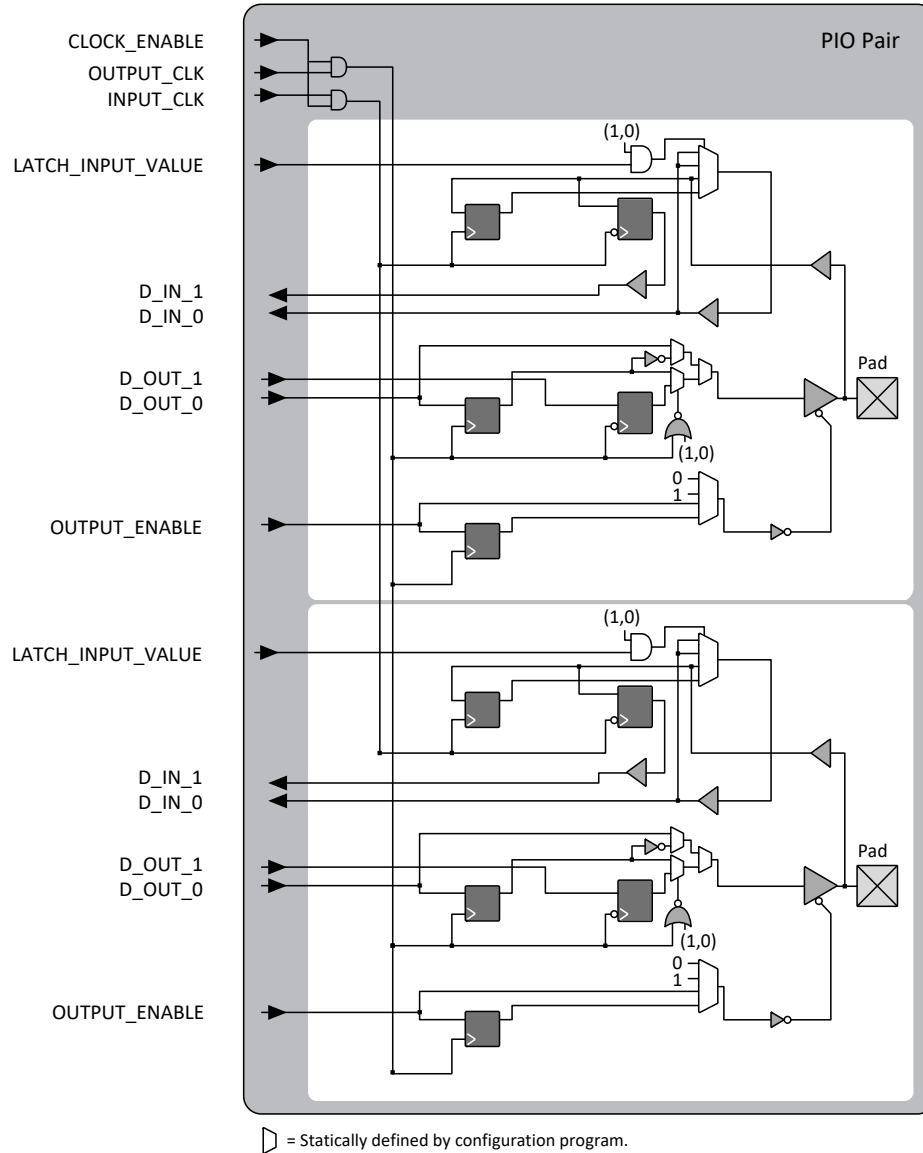 CLOCK_ENABLE
PIO Pair
OUTPUT_CLK
INPUT_CLK
(1,0)
LATCH_INPUT_VALUE
D_IN_1
D_IN_0
Pad
D_OUT_1
D_OUT_0
(1,0)
0
1
OUTPUT_ENABLE
(1,0)
LATCH_INPUT_VALUE
D_IN_1
D_IN_0
Pad
D_OUT_1
D_OUT_0
(1,0)
0
1
OUTPUT_ENABLE
= Statically defined by configuration program.